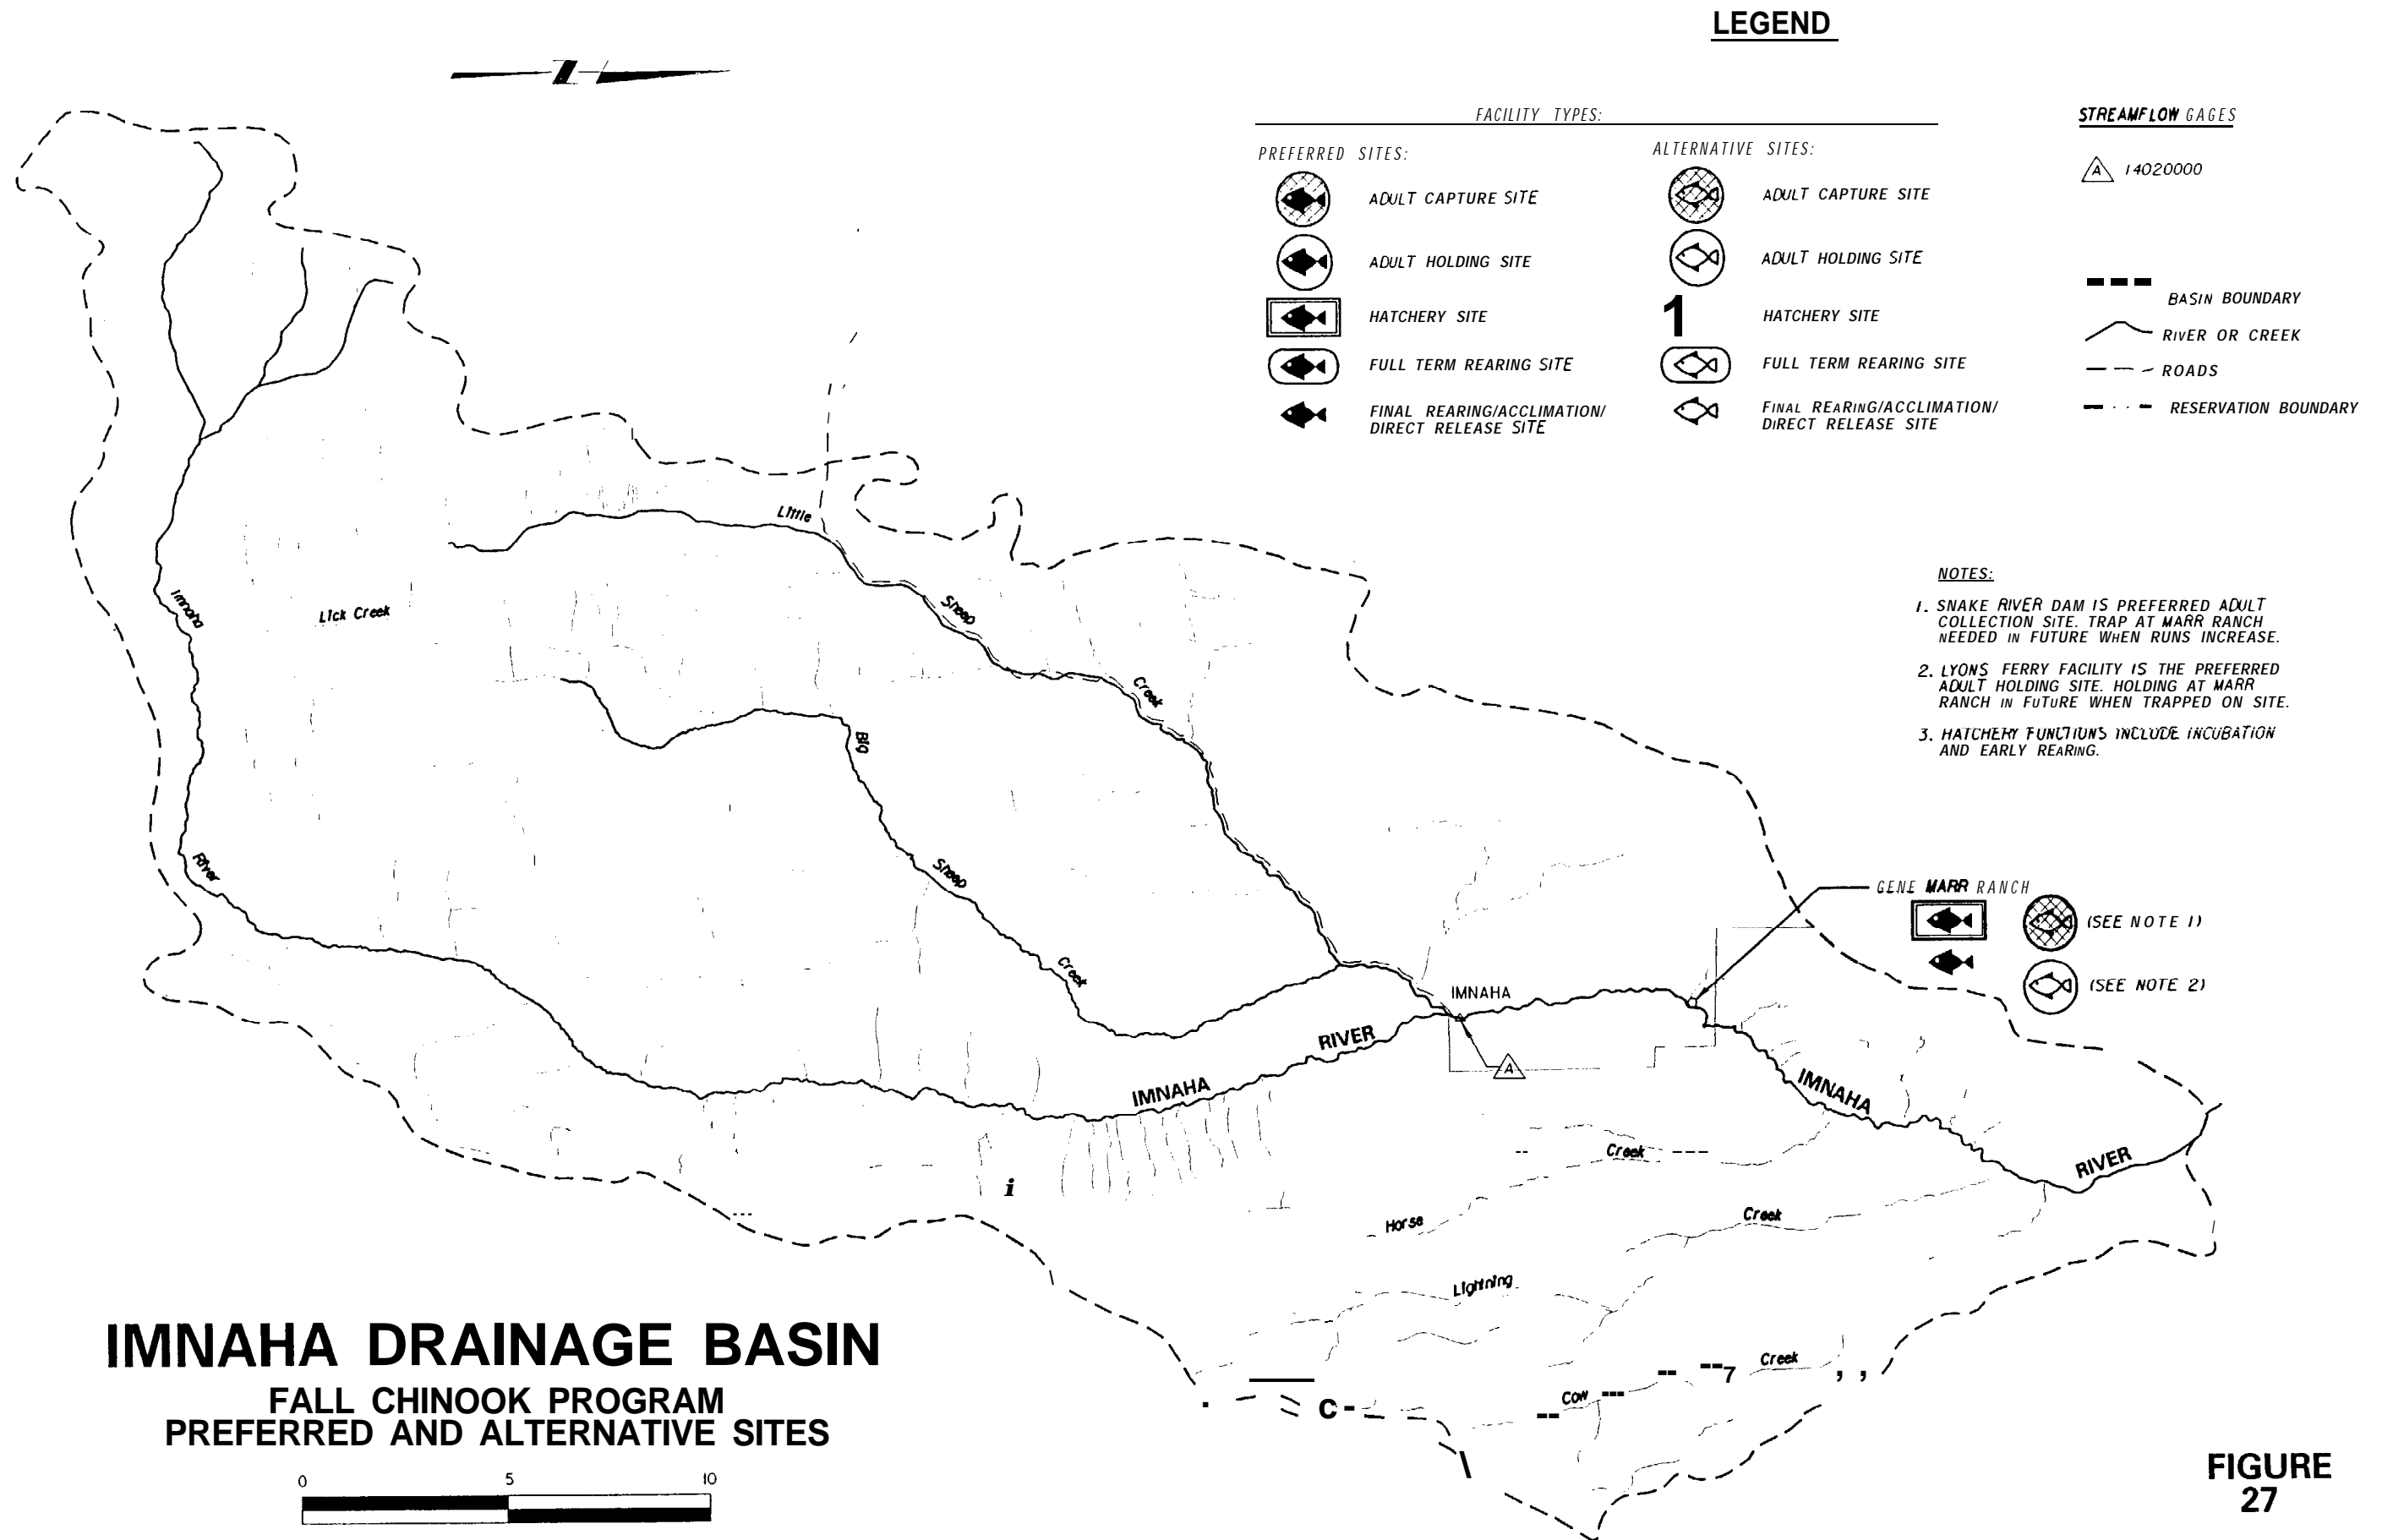 LEGEND
FACILITY TYPES:
PREFERRED SITES:
ADULT CAPTURE SITE
ADULT HOLDING SITE
HATCHERY SITE
FULL TERM REARING SITE
FINAL REARING/ACCLIMATION/
DIRECT RELEASE SITE
ALTERNATIVE SITES:
ADULT CAPTURE SITE
ADULT HOLDING SITE
1 HATCHERY SITE
FULL TERM REARING SITE
FINAL REARING/ACCLIMATION/
DIRECT RELEASE SITE
STREAMFLOW GAGES
A 14020000
BASIN BOUNDARY
RIVER OR CREEK
ROADS
RESERVATION BOUNDARY
NOTES:
1. SNAKE RIVER DAM IS PREFERRED ADULT
COLLECTION SITE. TRAP AT MARR RANCH
NEEDED IN FUTURE WHEN RUNS INCREASE.
2. LYONS FERRY FACILITY IS THE PREFERRED
ADULT HOLDING SITE. HOLDING AT MARR
RANCH IN FUTURE WHEN TRAPPED ON SITE.
3. HATCHERY FUNCTIONS INCLUDE INCUBATION
AND EARLY REARING.
Little
Sheep
Creek
Imnaha
River
Lick Creek
Big
Sheep
Creek
GENE MARR RANCH
(SEE NOTE 1)
(SEE NOTE 2)
IMNAHA
A
IMNAHA
RIVER
IMNAHA
RIVER
i
Horse
Creek
Lightning
Creek
Cow
Creek
C
7
IMNAHA DRAINAGE BASIN
FALL CHINOOK PROGRAM
PREFERRED AND ALTERNATIVE SITES
0 5 10
FIGURE
27